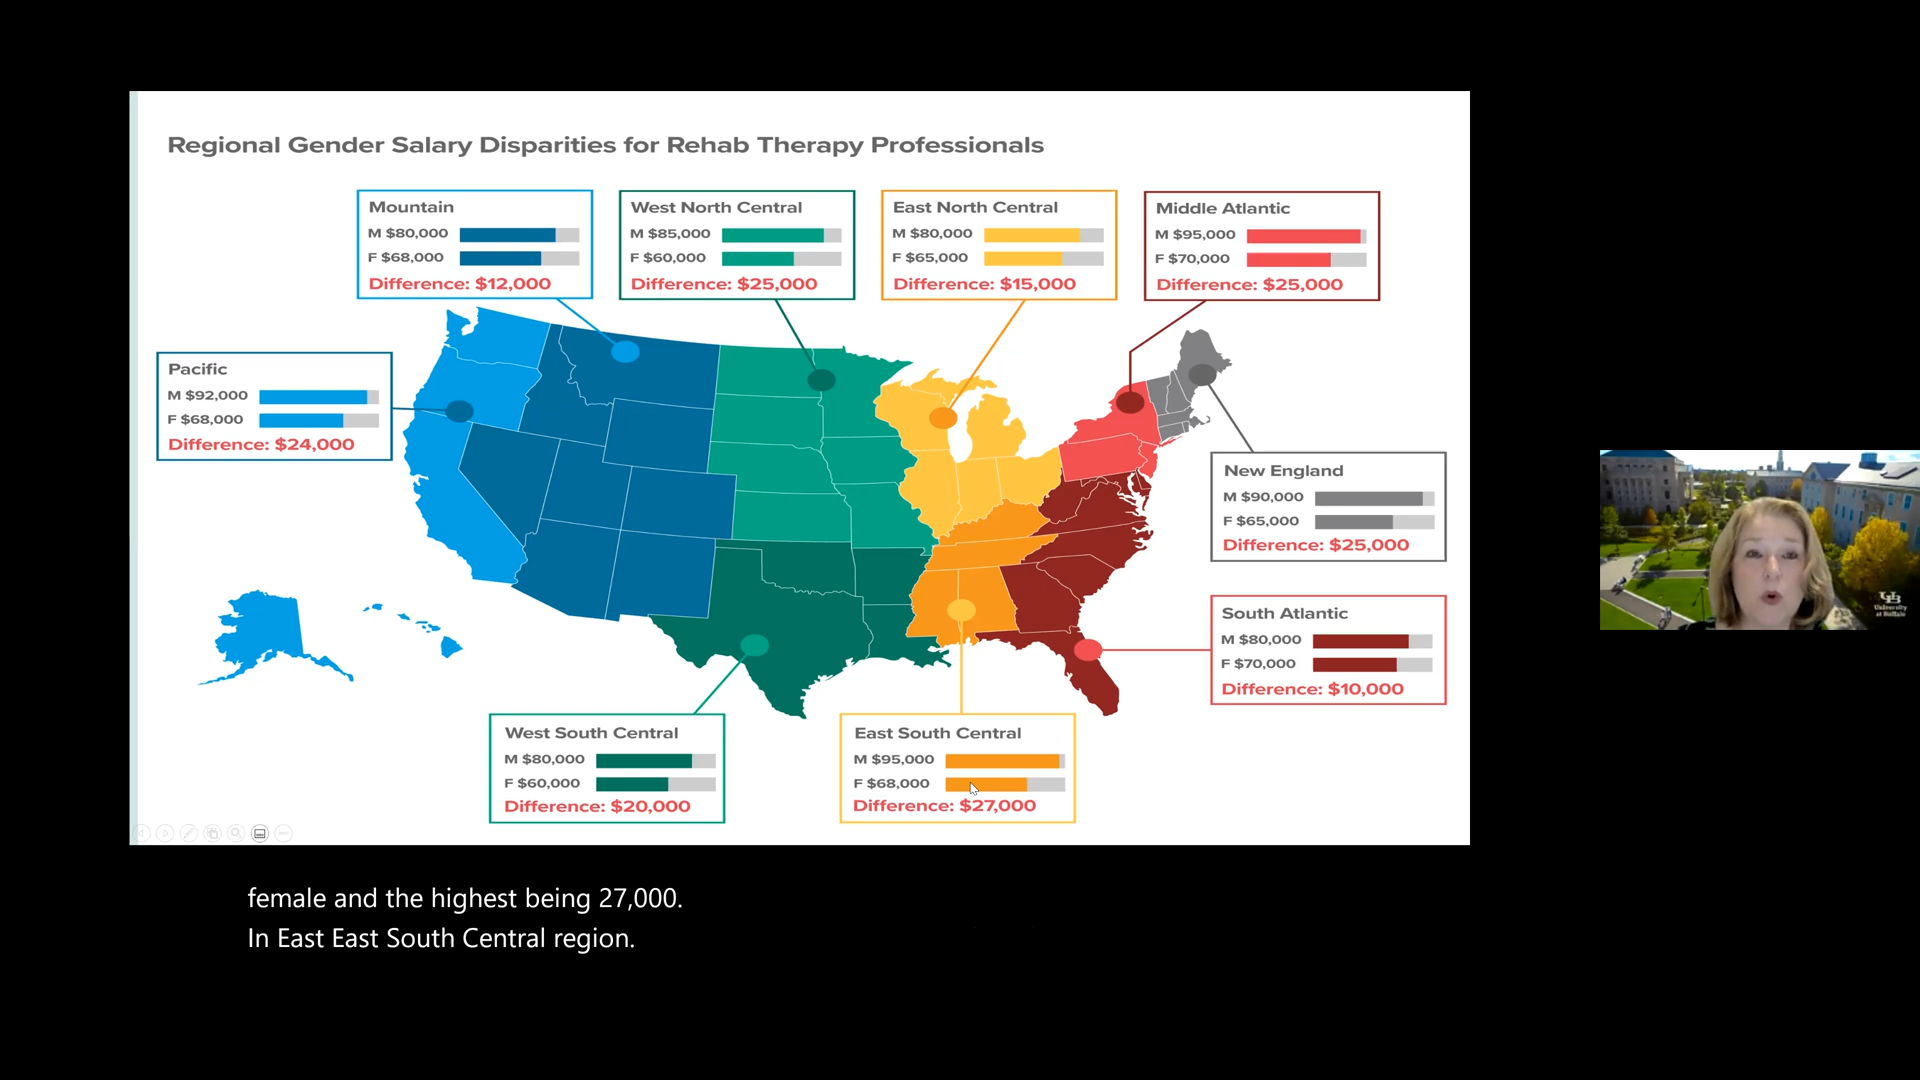 Regional Gender Salary Disparities for Rehab Therapy Professionals
Mountain
M $80,000
F $68,000
Difference: $12,000
West North Central
M $85,000
F $60,000
Difference: $25,000
East North Central
M $80,000
F $65,000
Difference: $15,000
Middle Atlantic
M $95,000
F $70,000
Difference: $25,000
Pacific
M $92,000
F $68,000
Difference: $24,000
New England
M $90,000
F $65,000
Difference: $25,000
South Atlantic
M $80,000
F $70,000
Difference: $10,000
West South Central
M $80,000
F $60,000
Difference: $20,000
East South Central
M $95,000
F $68,000
Difference: $27,000
UB
University
at Buffalo
female and the highest being 27,000.
In East East South Central region.